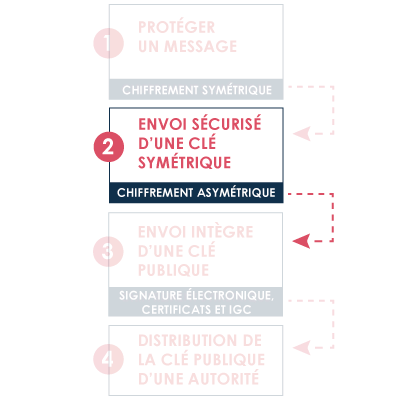 1
PROTÉGER
UN MESSAGE
CHIFFREMENT SYMÉTRIQUE
2
ENVOI SÉCURISÉ
D'UNE CLÉ
SYMÉTRIQUE
CHIFFREMENT ASYMÉTRIQUE
3
ENVOI INTÈGRE
D'UNE CLÉ
PUBLIQUE
SIGNATURE ÉLECTRONIQUE,
CERTIFICATS ET IGC
4
DISTRIBUTION DE
LA CLÉ PUBLIQUE
D'UNE AUTORITÉ